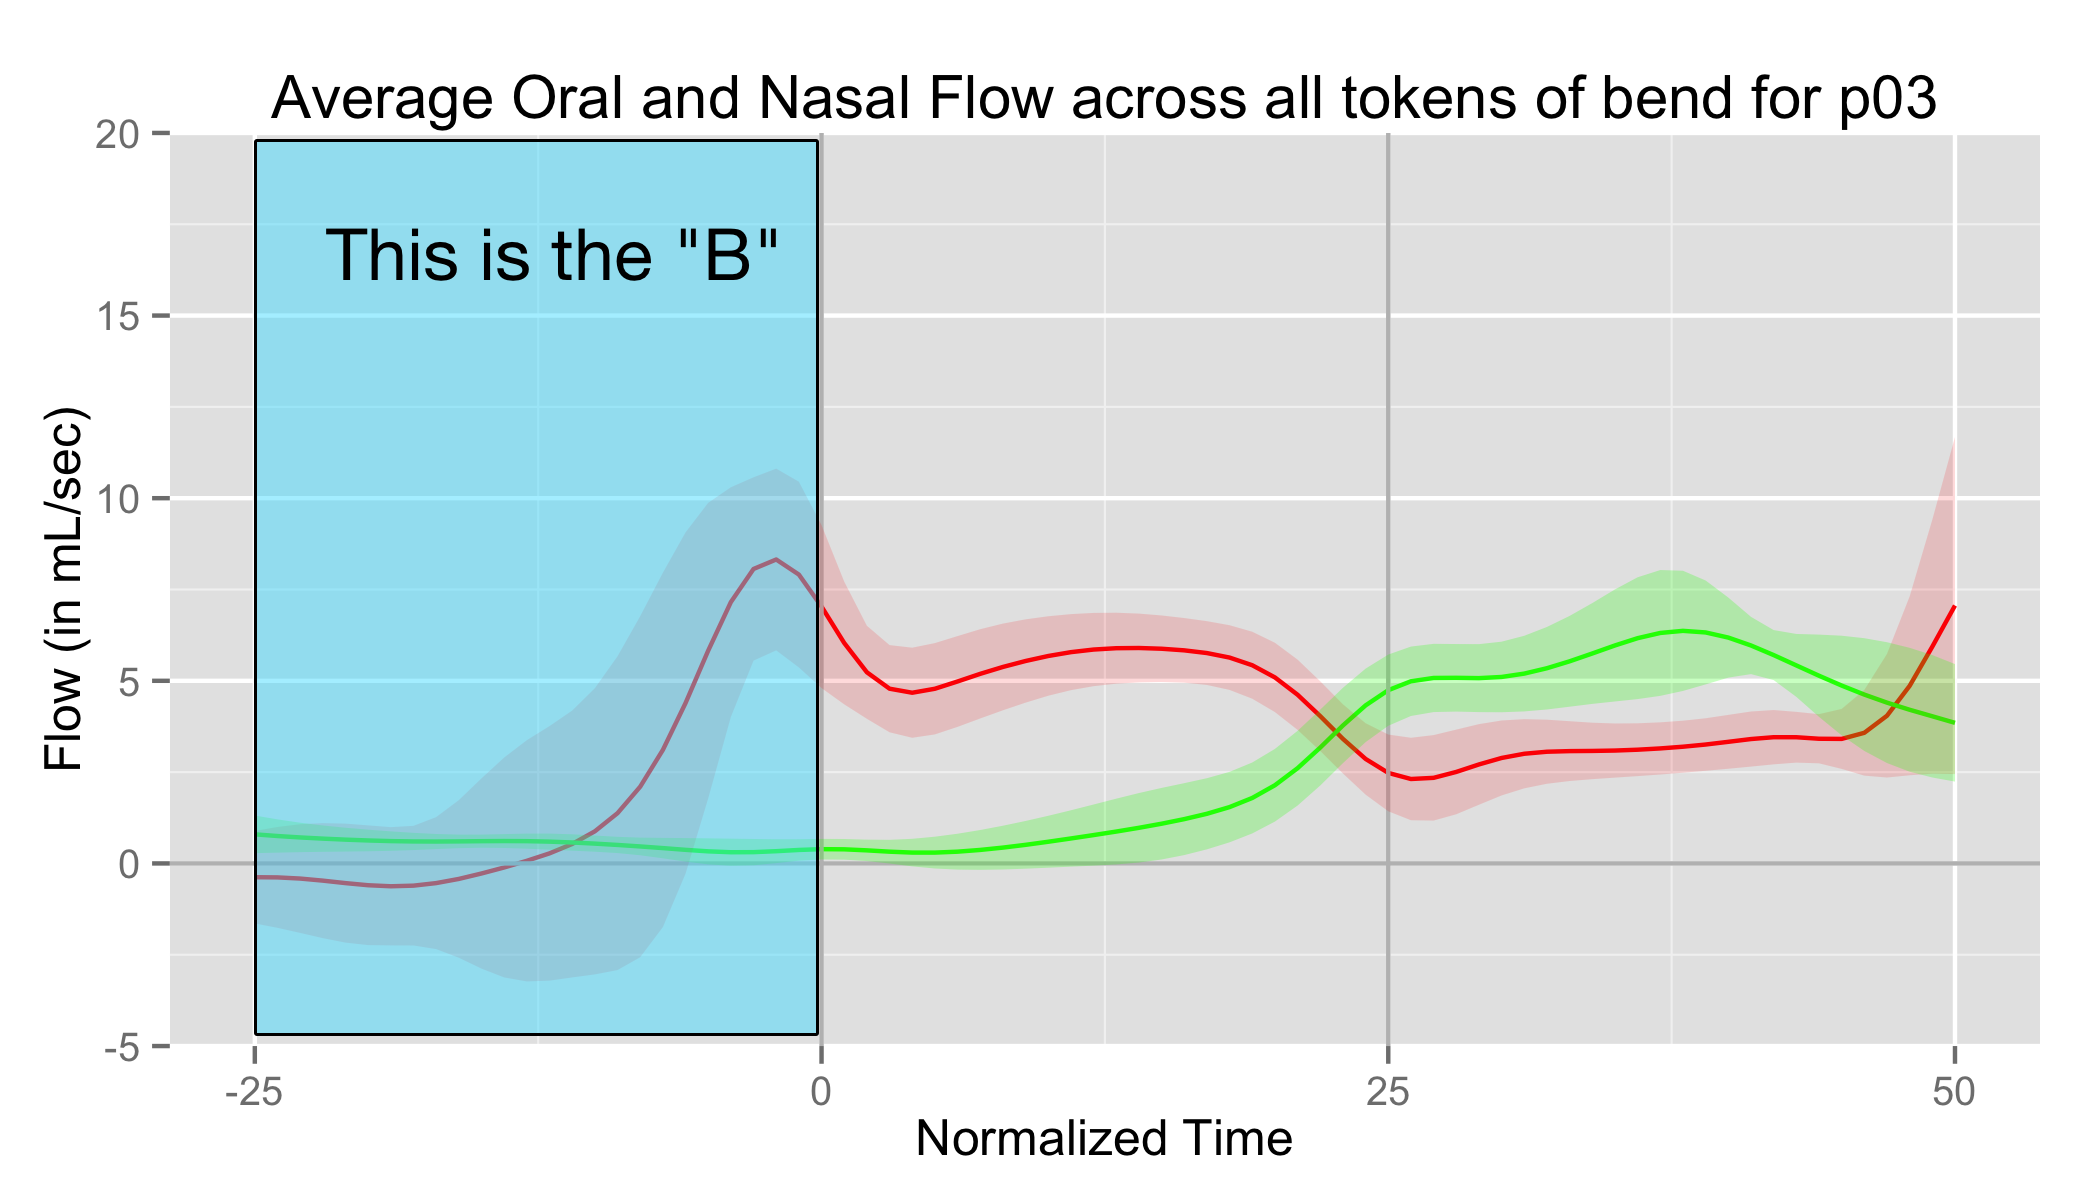 Average Oral and Nasal Flow across all tokens of bend for p03
20
15
10
5
0
-5
Flow (in mL/sec)
This is the "B"
-25
0
25
50
Normalized Time